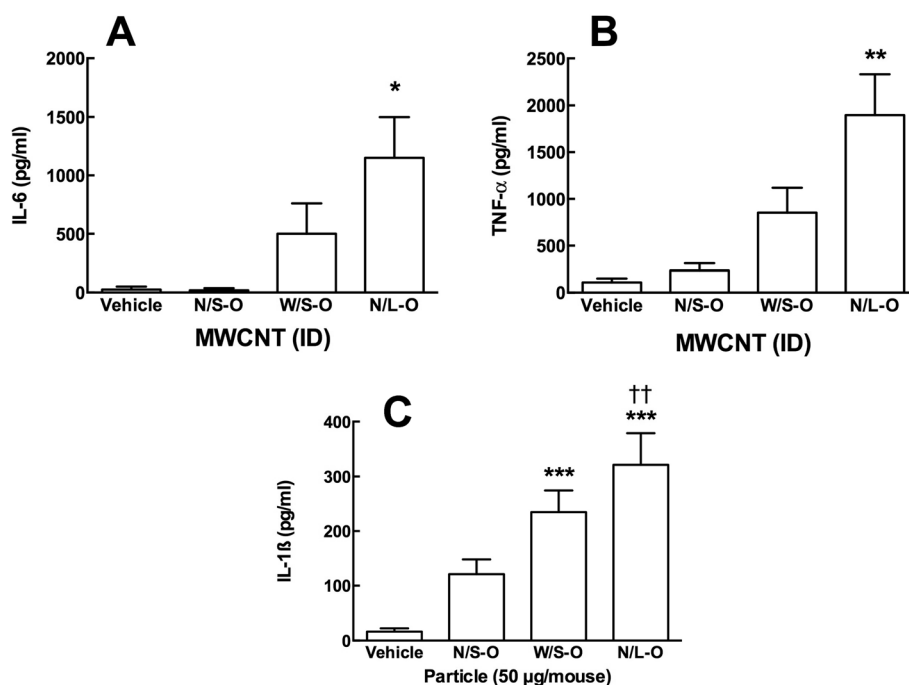 A
2000
1500
1000
500
0
IL-6 (pg/ml)
*
Vehicle N/S-O W/S-O N/L-O
MWCNT (ID)
B
2500
2000
1500
1000
500
0
TNF-α (pg/ml)
**
Vehicle N/S-O W/S-O N/L-O
MWCNT (ID)
C
400
300
200
100
0
IL-1ß (pg/ml)
††
***
***
Vehicle N/S-O W/S-O N/L-O
Particle (50 µg/mouse)